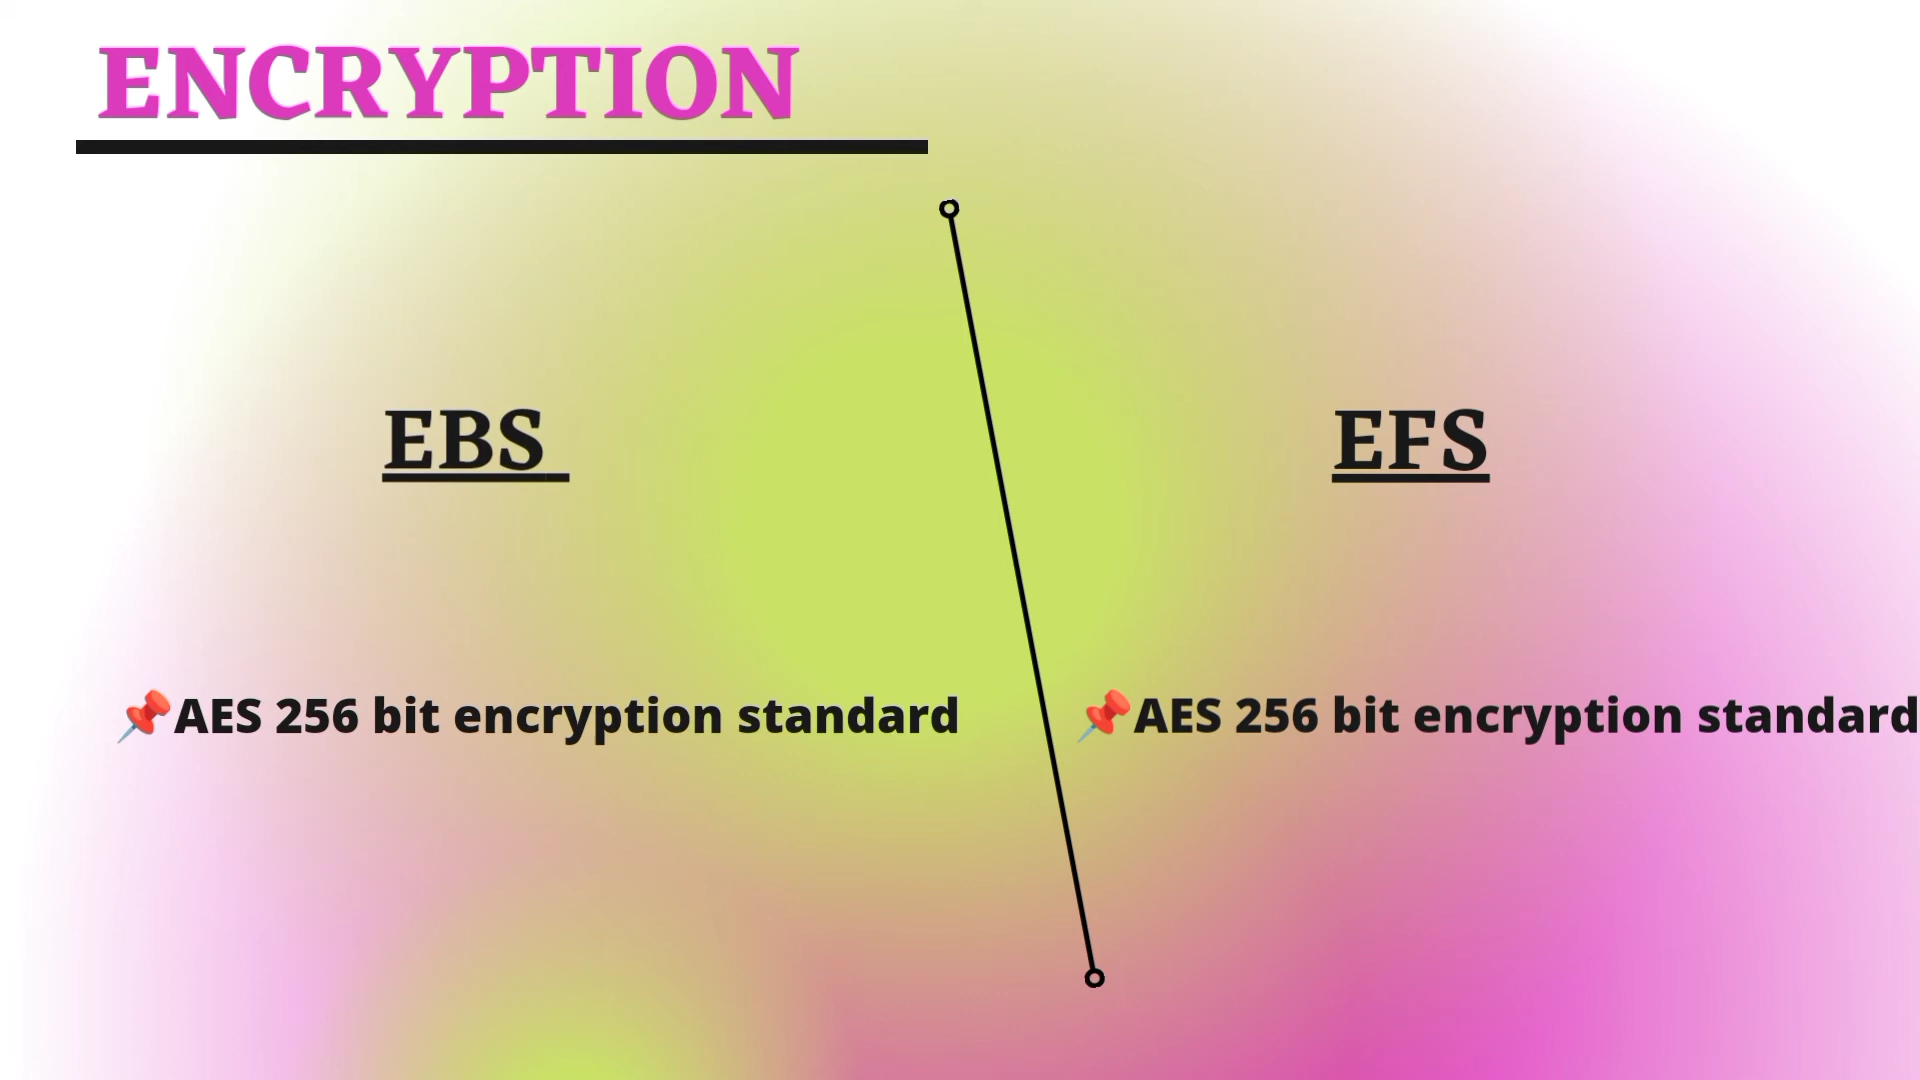 ENCRYPTION
EBS
EFS
📌AES 256 bit encryption standard
📌AES 256 bit encryption standard